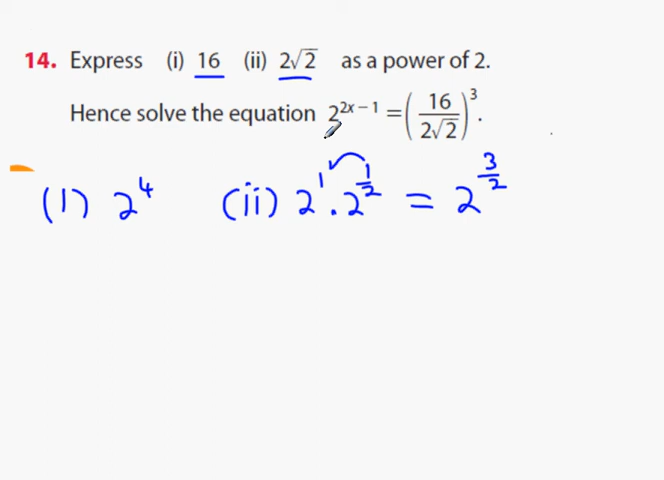 14. Express (i) 16 (ii) 2√2 as a power of 2.
Hence solve the equation 2^(2x − 1) = (16/(2√2))^3.
(1) 2^4 (ii) 2^1 . 2^(1/2) = 2^(3/2)